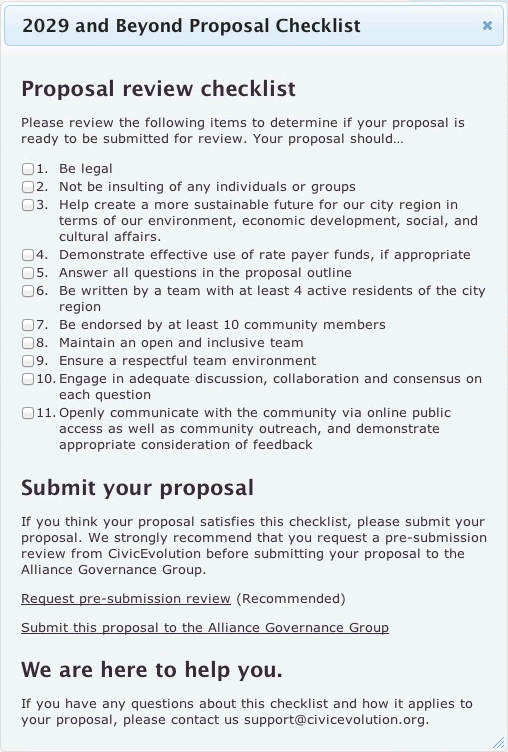 2029 and Beyond Proposal Checklist
Proposal review checklist
Please review the following items to determine if your proposal is
ready to be submitted for review. Your proposal should...
1. Be legal
2. Not be insulting of any individuals or groups
3. Help create a more sustainable future for our city region in
terms of our environment, economic development, social, and
cultural affairs.
4. Demonstrate effective use of rate payer funds, if appropriate
5. Answer all questions in the proposal outline
6. Be written by a team with at least 4 active residents of the city
region
7. Be endorsed by at least 10 community members
8. Maintain an open and inclusive team
9. Ensure a respectful team environment
10. Engage in adequate discussion, collaboration and consensus on
each question
11. Openly communicate with the community via online public
access as well as community outreach, and demonstrate
appropriate consideration of feedback
Submit your proposal
If you think your proposal satisfies this checklist, please submit your
proposal. We strongly recommend that you request a pre-submission
review from CivicEvolution before submitting your proposal to the
Alliance Governance Group.
Request pre-submission review (Recommended)
Submit this proposal to the Alliance Governance Group
We are here to help you.
If you have any questions about this checklist and how it applies to
your proposal, please contact us support@civicevolution.org.